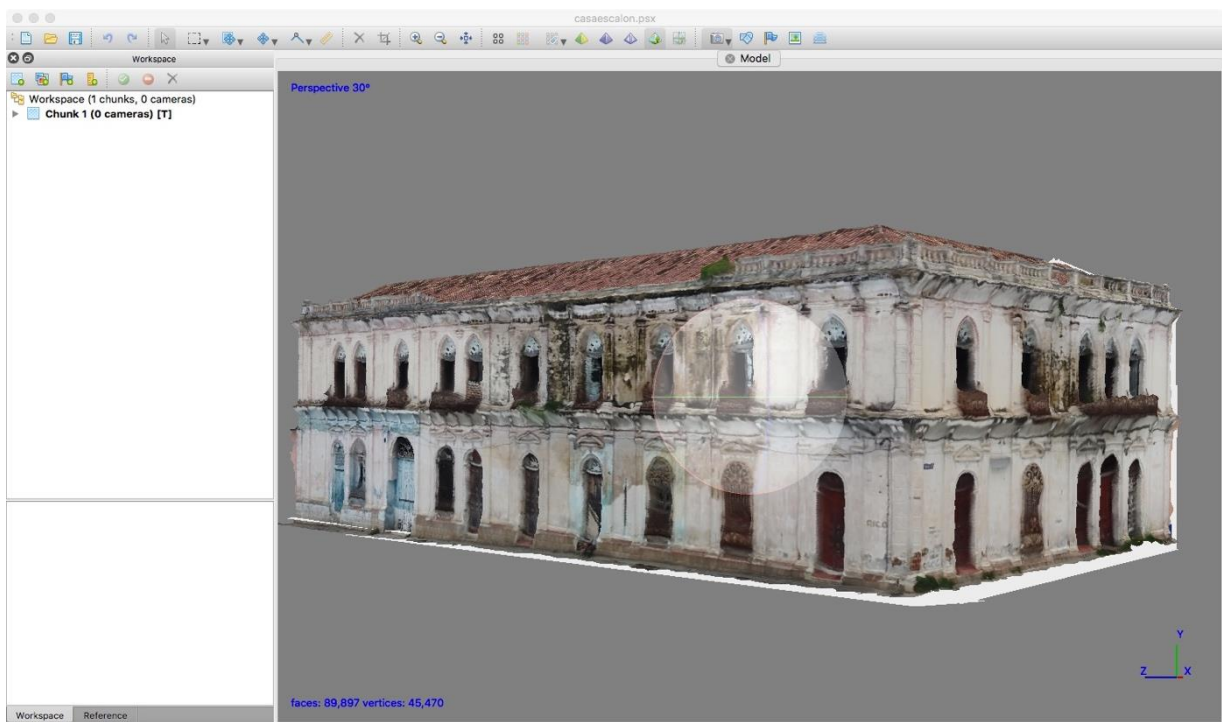 casaescalon.psx
Workspace
Model
Workspace (1 chunks, 0 cameras)
Chunk 1 (0 cameras) [T]
Perspective 30°
Y
Z
X
faces: 89,897 vertices: 45,470
Workspace
Reference